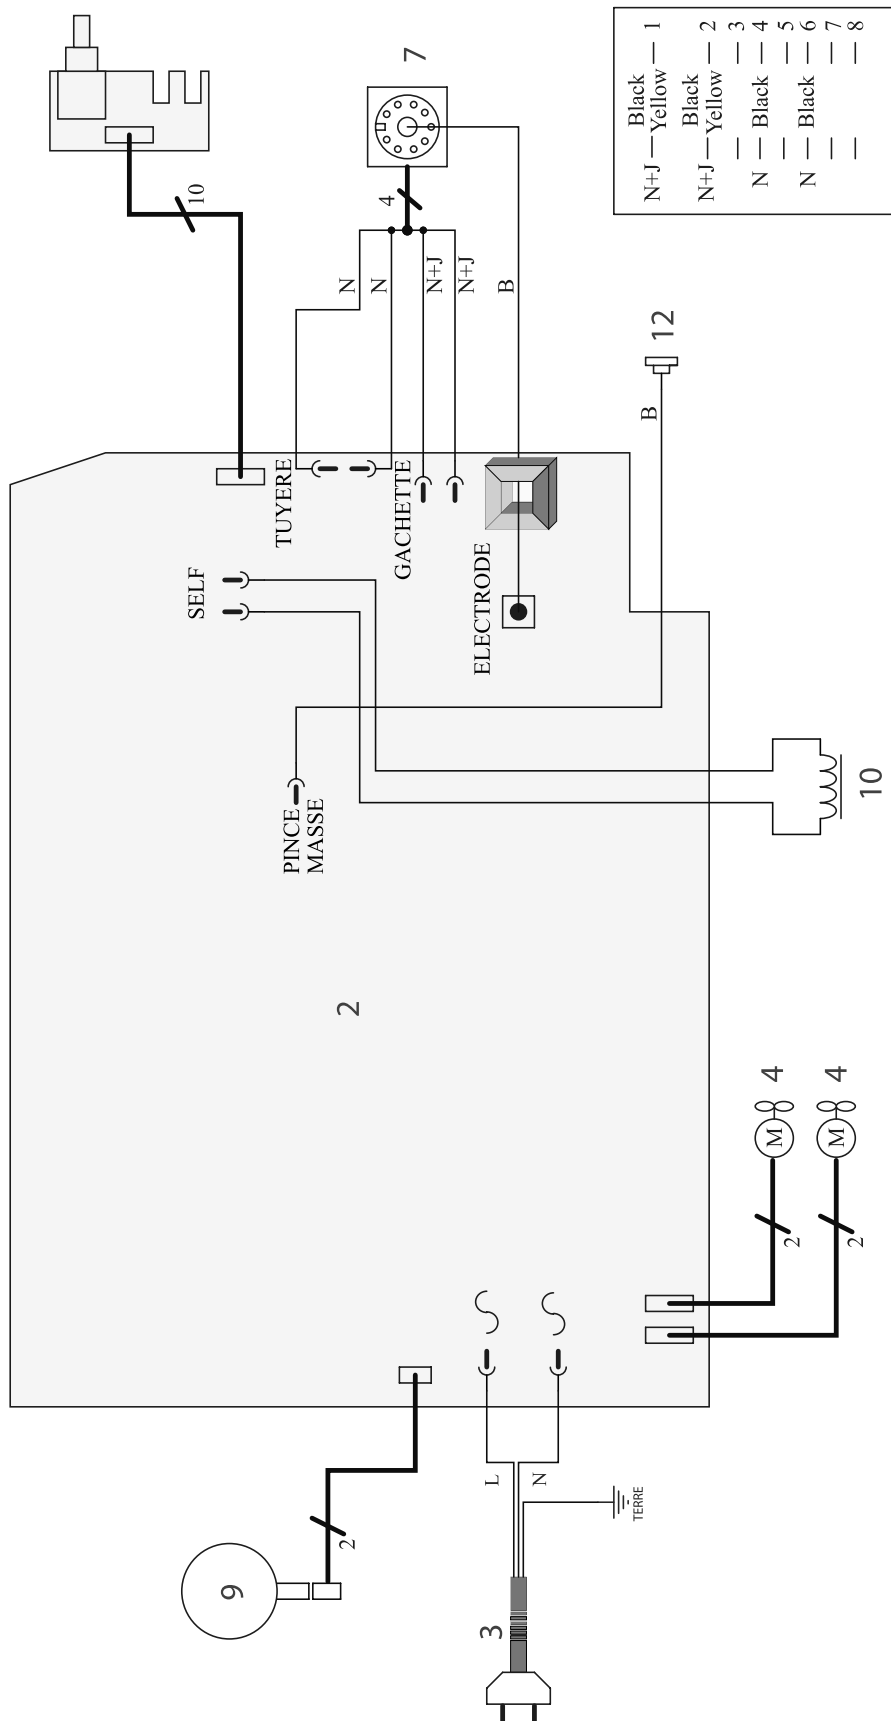 10
SELF
9
TUYERE
PINCE
MASSE
2
2
N
N
4
GACHETTE
7
N+J
N+J
ELECTRODE
3
L
B
N
TERRE
B
12
Black
N+J — Yellow — 1
Black
N+J — Yellow — 2
— — 3
N — Black — 4
— — 5
N — Black — 6
— — 7
— — 8
M 4
2
M 4
2
10